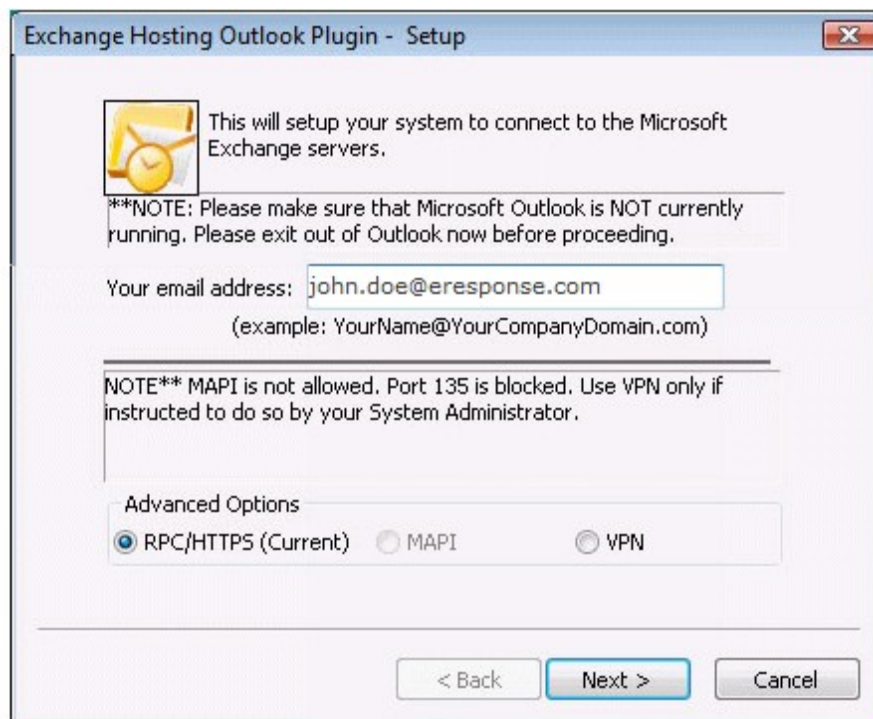 Exchange Hosting Outlook Plugin - Setup
This will setup your system to connect to the Microsoft
Exchange servers.
**NOTE: Please make sure that Microsoft Outlook is NOT currently
running. Please exit out of Outlook now before proceeding.
Your email address: john.doe@eresponse.com
(example: YourName@YourCompanyDomain.com)
NOTE** MAPI is not allowed. Port 135 is blocked. Use VPN only if
instructed to do so by your System Administrator.
Advanced Options
RPC/HTTPS (Current) MAPI VPN
< Back Next > Cancel